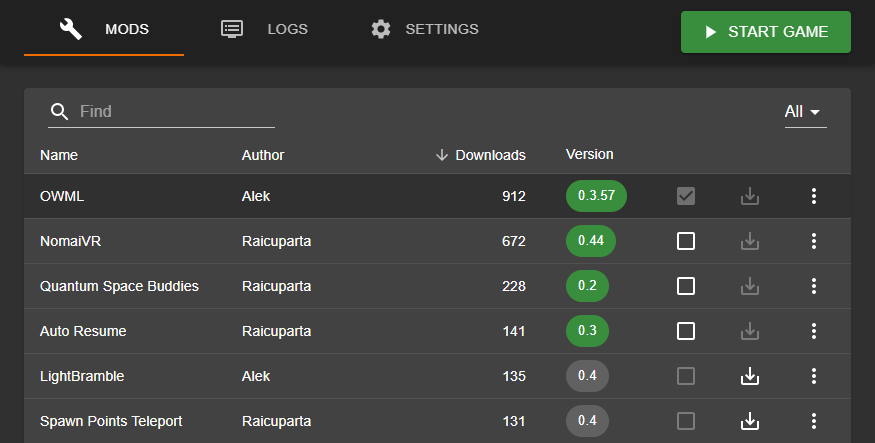 MODS LOGS SETTINGS START GAME
Find All
Name Author Downloads Version
OWML Alek 912 0.3.57
NomaiVR Raicuparta 672 0.44
Quantum Space Buddies Raicuparta 228 0.2
Auto Resume Raicuparta 141 0.3
LightBramble Alek 135 0.4
Spawn Points Teleport Raicuparta 131 0.4